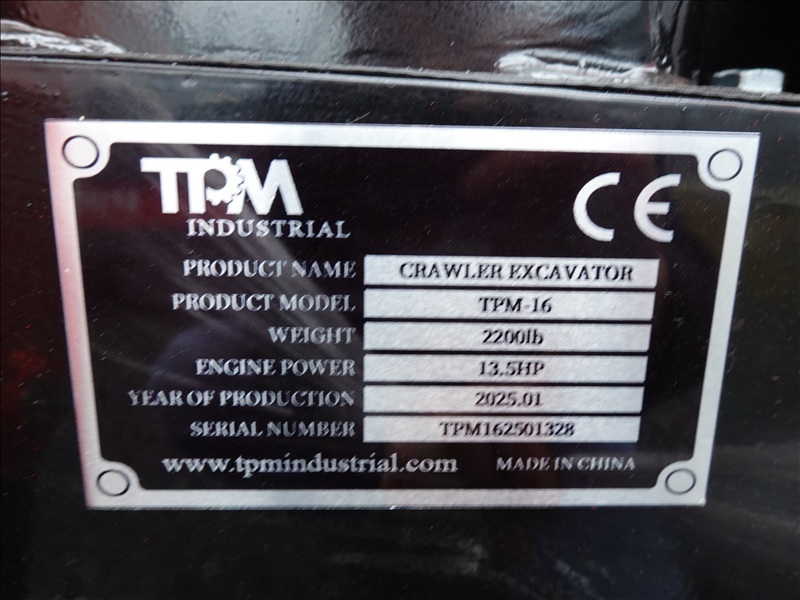 TPM
INDUSTRIAL
CE
PRODUCT NAME CRAWLER EXCAVATOR
PRODUCT MODEL TPM-16
WEIGHT 2200lb
ENGINE POWER 13.5HP
YEAR OF PRODUCTION 2025.01
SERIAL NUMBER TPM162501328
www.tpmindustrial.com MADE IN CHINA